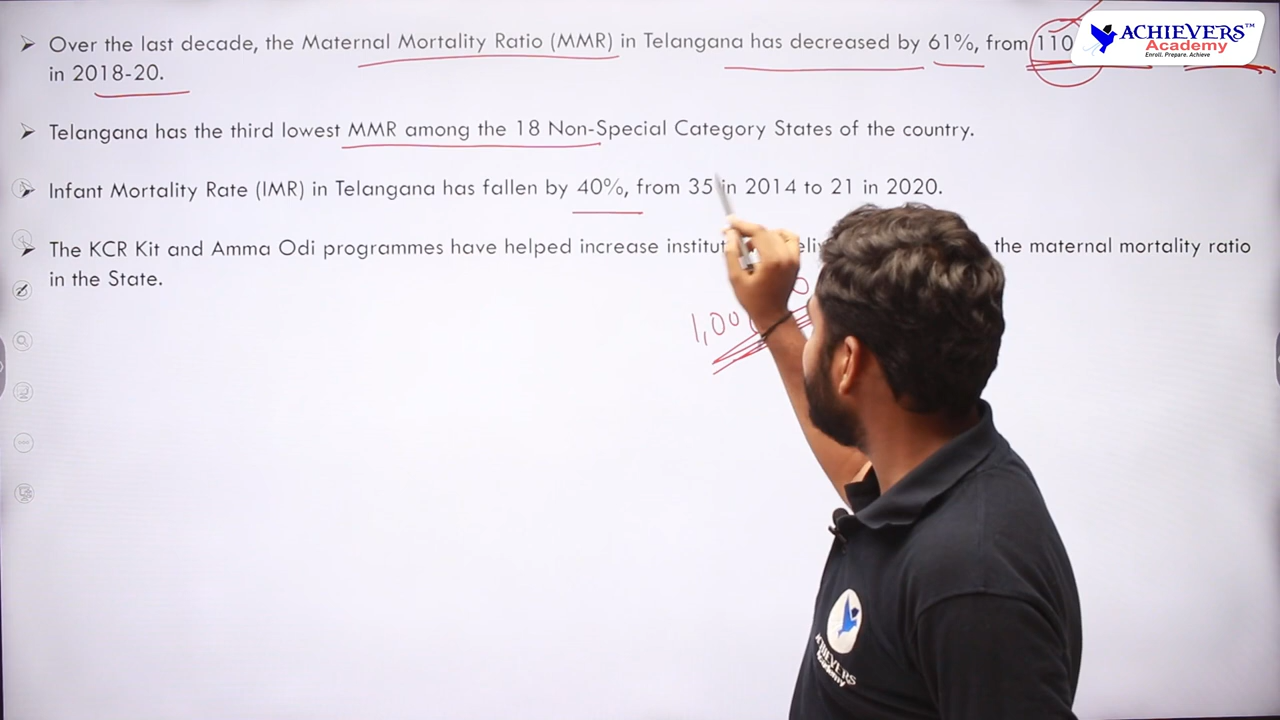 Over the last decade, the Maternal Mortality Ratio (MMR) in Telangana has decreased by 61%, from 110
in 2018-20.
Telangana has the third lowest MMR among the 18 Non-Special Category States of the country.
Infant Mortality Rate (IMR) in Telangana has fallen by 40%, from 35 in 2014 to 21 in 2020.
The KCR Kit and Amma Odi programmes have helped increase the maternal mortality ratio
in the State.
1,00
ACHIEVERS™
Academy
Enroll. Prepare. Achieve
ACHIEVERS
Academy